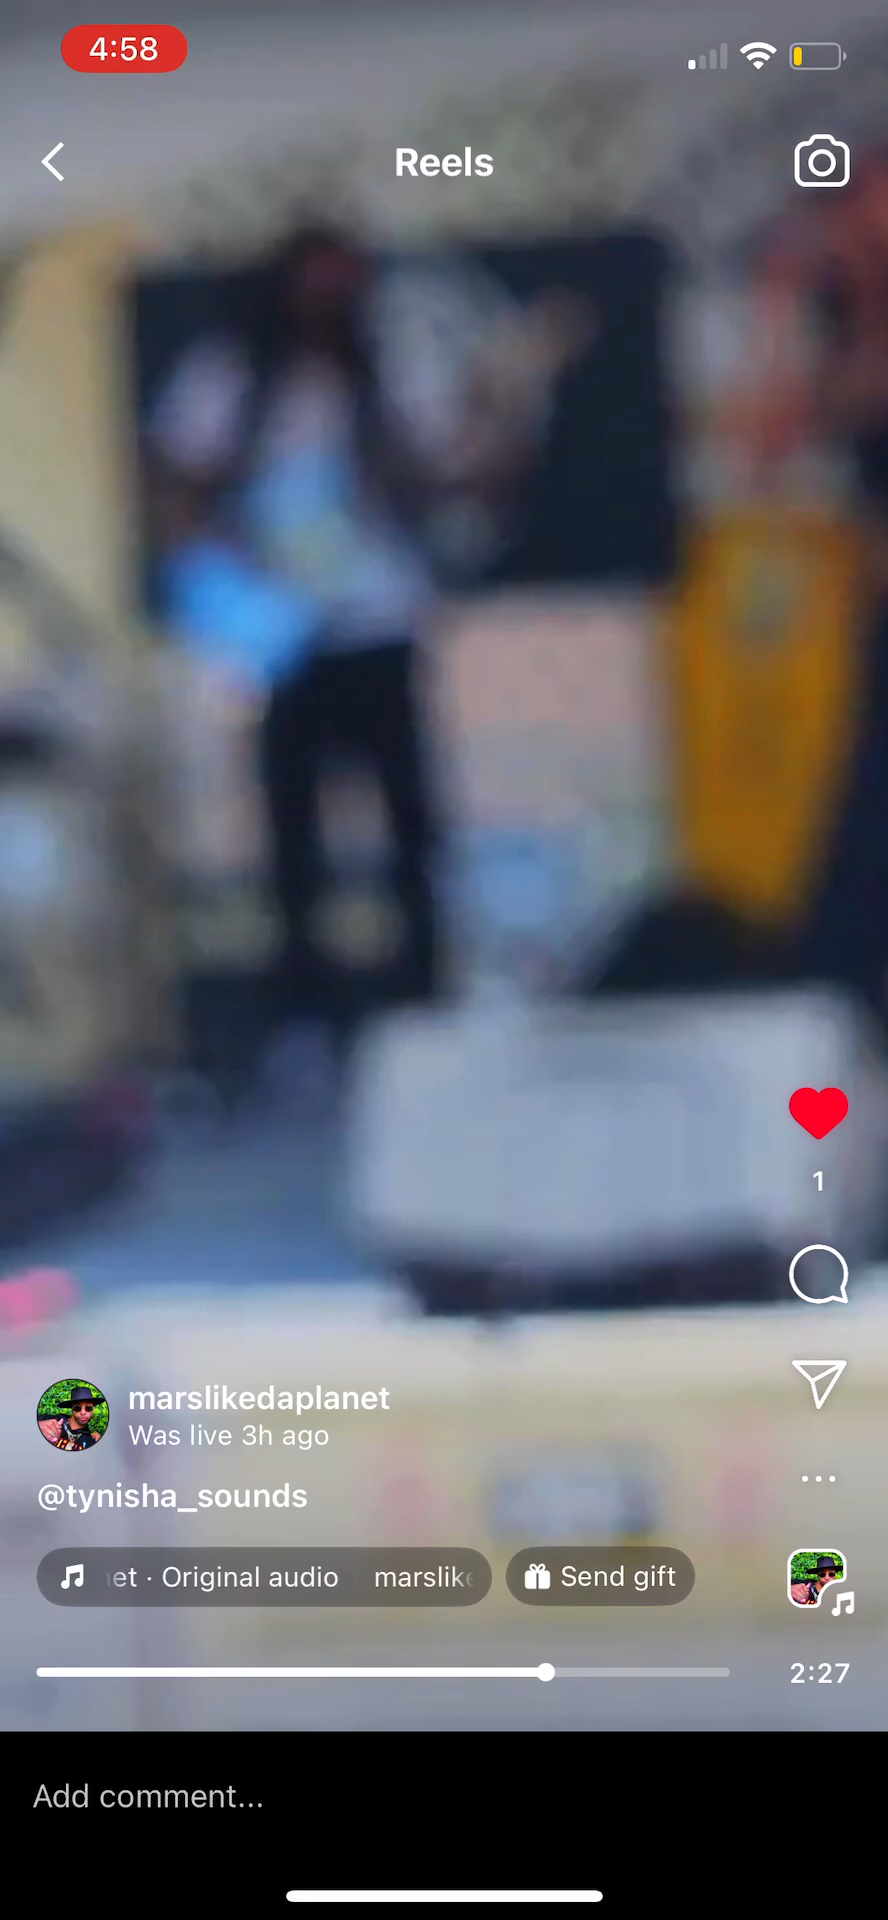 4:58
Reels
1
marslikedaplanet
Was live 3h ago
@tynisha_sounds
et · Original audio marslike
Send gift
2:27
Add comment...